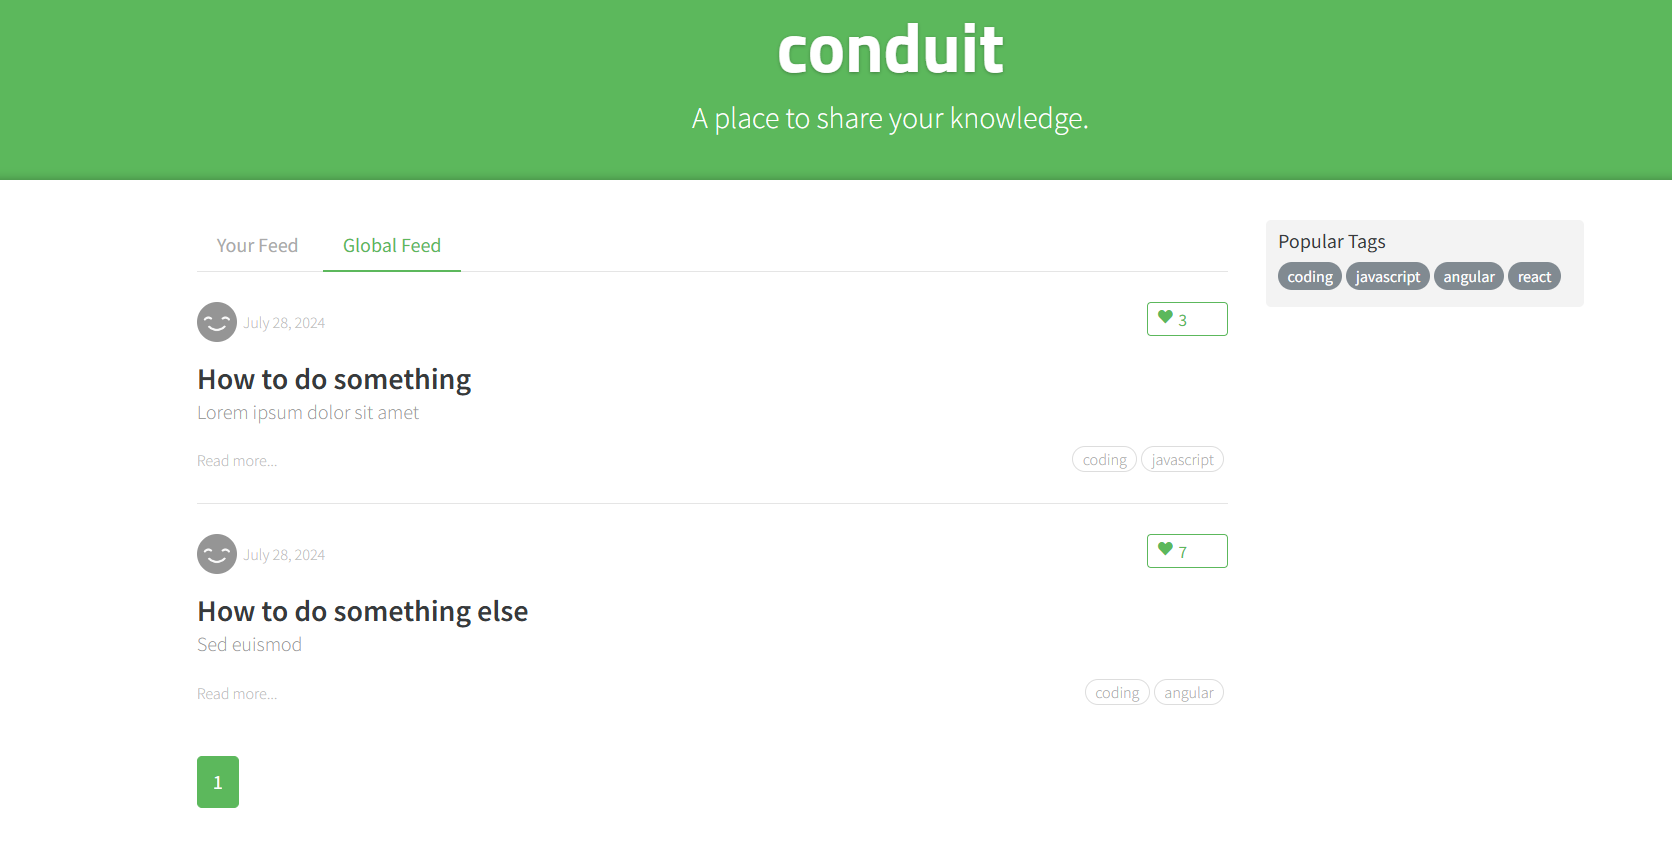 conduit
A place to share your knowledge.
Your Feed Global Feed
July 28, 2024 3
How to do something
Lorem ipsum dolor sit amet
Read more... coding javascript
July 28, 2024 7
How to do something else
Sed euismod
Read more... coding angular
1
Popular Tags
coding javascript angular react